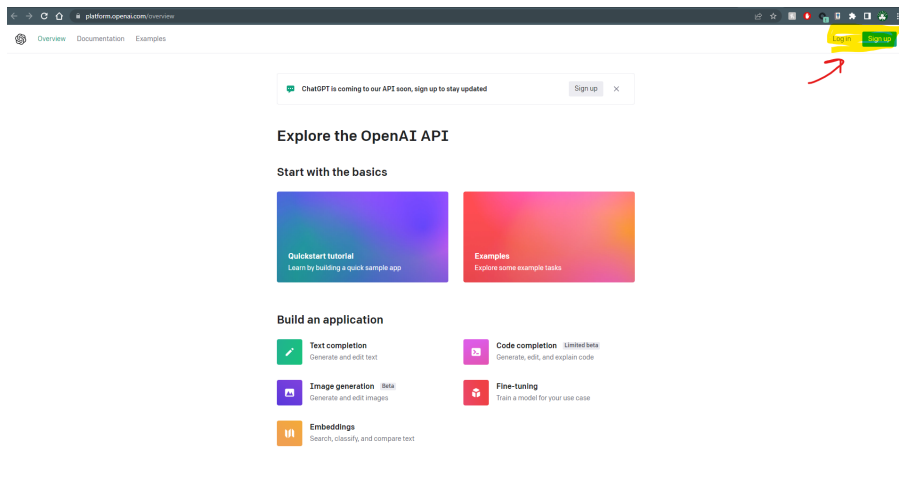 platform.openai.com/overview
Overview Documentation Examples Log in Sign up
ChatGPT is coming to our API soon, sign up to stay updated Sign up
Explore the OpenAI API
Start with the basics
Quickstart tutorial
Learn by building a quick sample app
Examples
Explore some example tasks
Build an application
Text completion
Generate and edit text
Code completion Limited beta
Generate, edit, and explain code
Image generation Beta
Generate and edit images
Fine-tuning
Train a model for your use case
Embeddings
Search, classify, and compare text